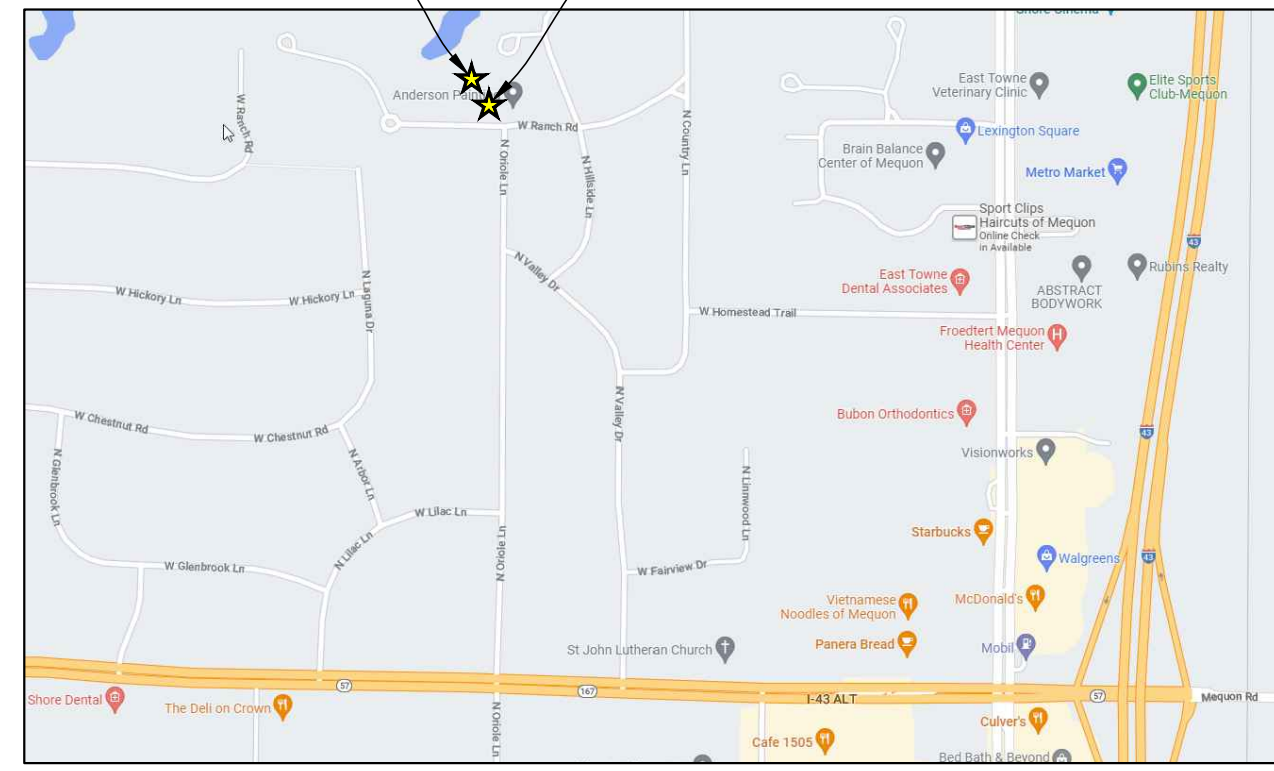 East Towne
Veterinary Clinic
Elite Sports
Club-Mequon
Anderson
W Ranch Rd
W Ranch Rd
Lexington Square
N Country Ln
N Oriole Ln
N Hillside Ln
Brain Balance
Center of Mequon
Metro Market
Sport Clips
Haircuts of Mequon
Online Check
in Available
43
N Valley Dr
East Towne
Dental Associates
ABSTRACT
BODYWORK
Rubins Realty
W Hickory Ln
W Hickory Ln
N Laguna Dr
W Homestead Trail
Froedtert Mequon
Health Center
W Chestnut Rd
W Chestnut Rd
N Valley Dr
Bubon Orthodontics
43
Visionworks
N Glenbrook Ln
N Arbor Ln
N Linnwood Ln
W Lilac Ln
Starbucks
N Oriole Ln
N Lilac Ln
W Glenbrook Ln
W Fairview Dr
Walgreens
43
Vietnamese
Noodles of Mequon
McDonald's
St John Lutheran Church
Panera Bread
Mobil
57
167
I-43 ALT
57
Mequon Rd
Shore Dental
The Deli on Crown
N Oriole Ln
Culver's
Cafe 1505
Bed Bath & Beyond